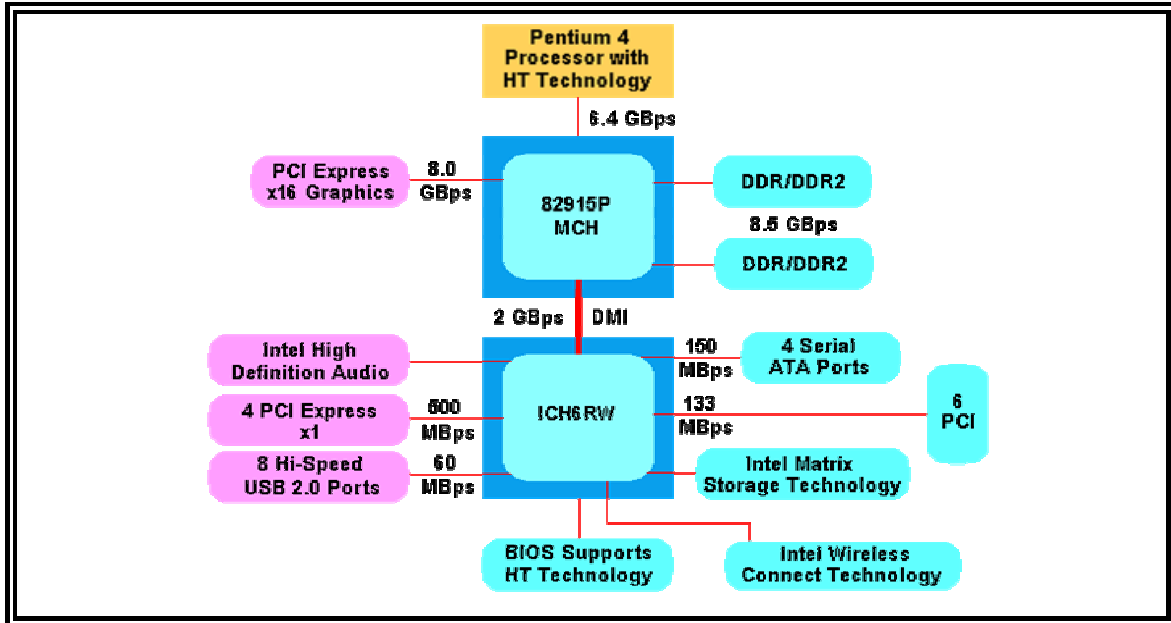 Pentium 4
Processor with
HT Technology
6.4 GBps
PCI Express
x16 Graphics
8.0
GBps
82915P
MCH
DDR/DDR2
8.5 GBps
DDR/DDR2
2 GBps
DMI
Intel High
Definition Audio
150
MBps
4 Serial
ATA Ports
4 PCI Express
x1
500
MBps
ICH6RW
133
MBps
6
PCI
8 Hi-Speed
USB 2.0 Ports
60
MBps
Intel Matrix
Storage Technology
BIOS Supports
HT Technology
Intel Wireless
Connect Technology